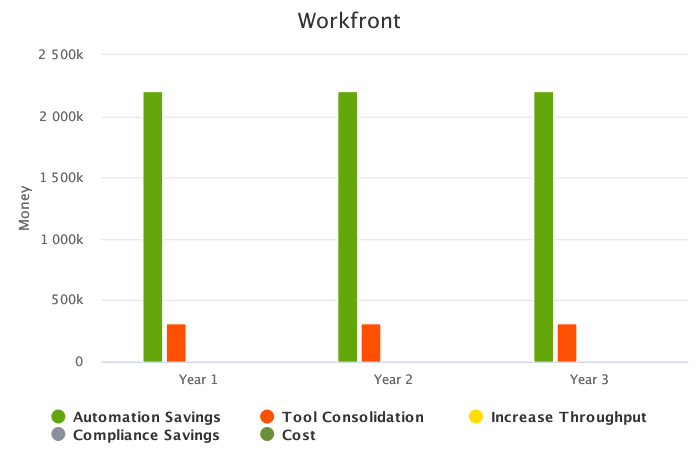 Workfront
2 500k
2 000k
1 500k
1 000k
500k
0
Money
Year 1
Year 2
Year 3
Automation Savings
Tool Consolidation
Increase Throughput
Compliance Savings
Cost